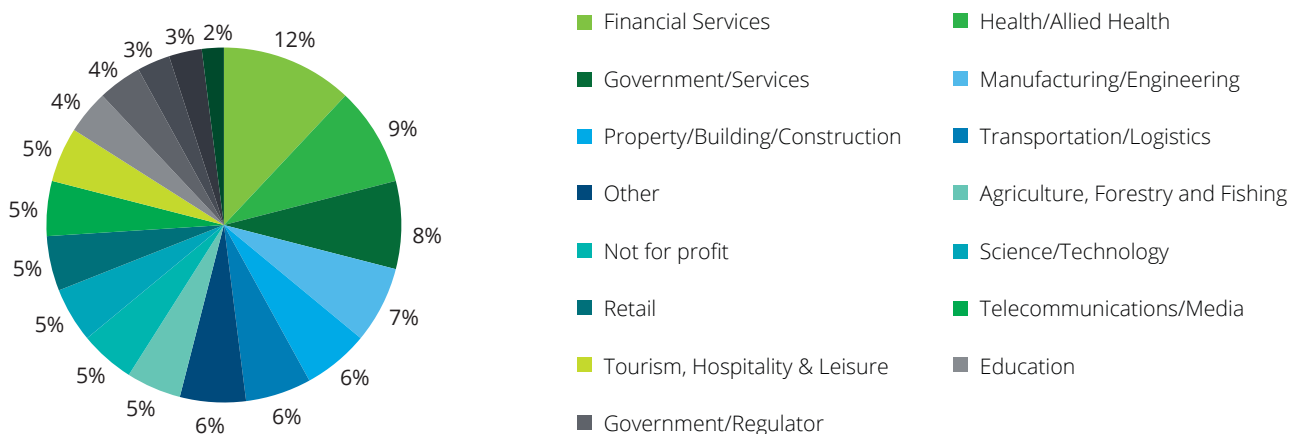 12%
9%
8%
7%
6%
6%
6%
5%
5%
5%
5%
5%
5%
4%
4%
3%
3%
2%
Financial Services
Health/Allied Health
Government/Services
Manufacturing/Engineering
Property/Building/Construction
Transportation/Logistics
Other
Agriculture, Forestry and Fishing
Not for profit
Science/Technology
Retail
Telecommunications/Media
Tourism, Hospitality & Leisure
Education
Government/Regulator